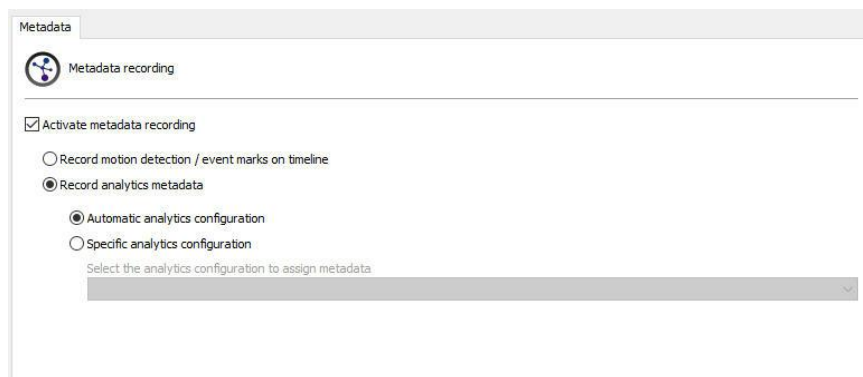 Metadata
Metadata recording
Activate metadata recording
Record motion detection / event marks on timeline
Record analytics metadata
Automatic analytics configuration
Specific analytics configuration
Select the analytics configuration to assign metadata